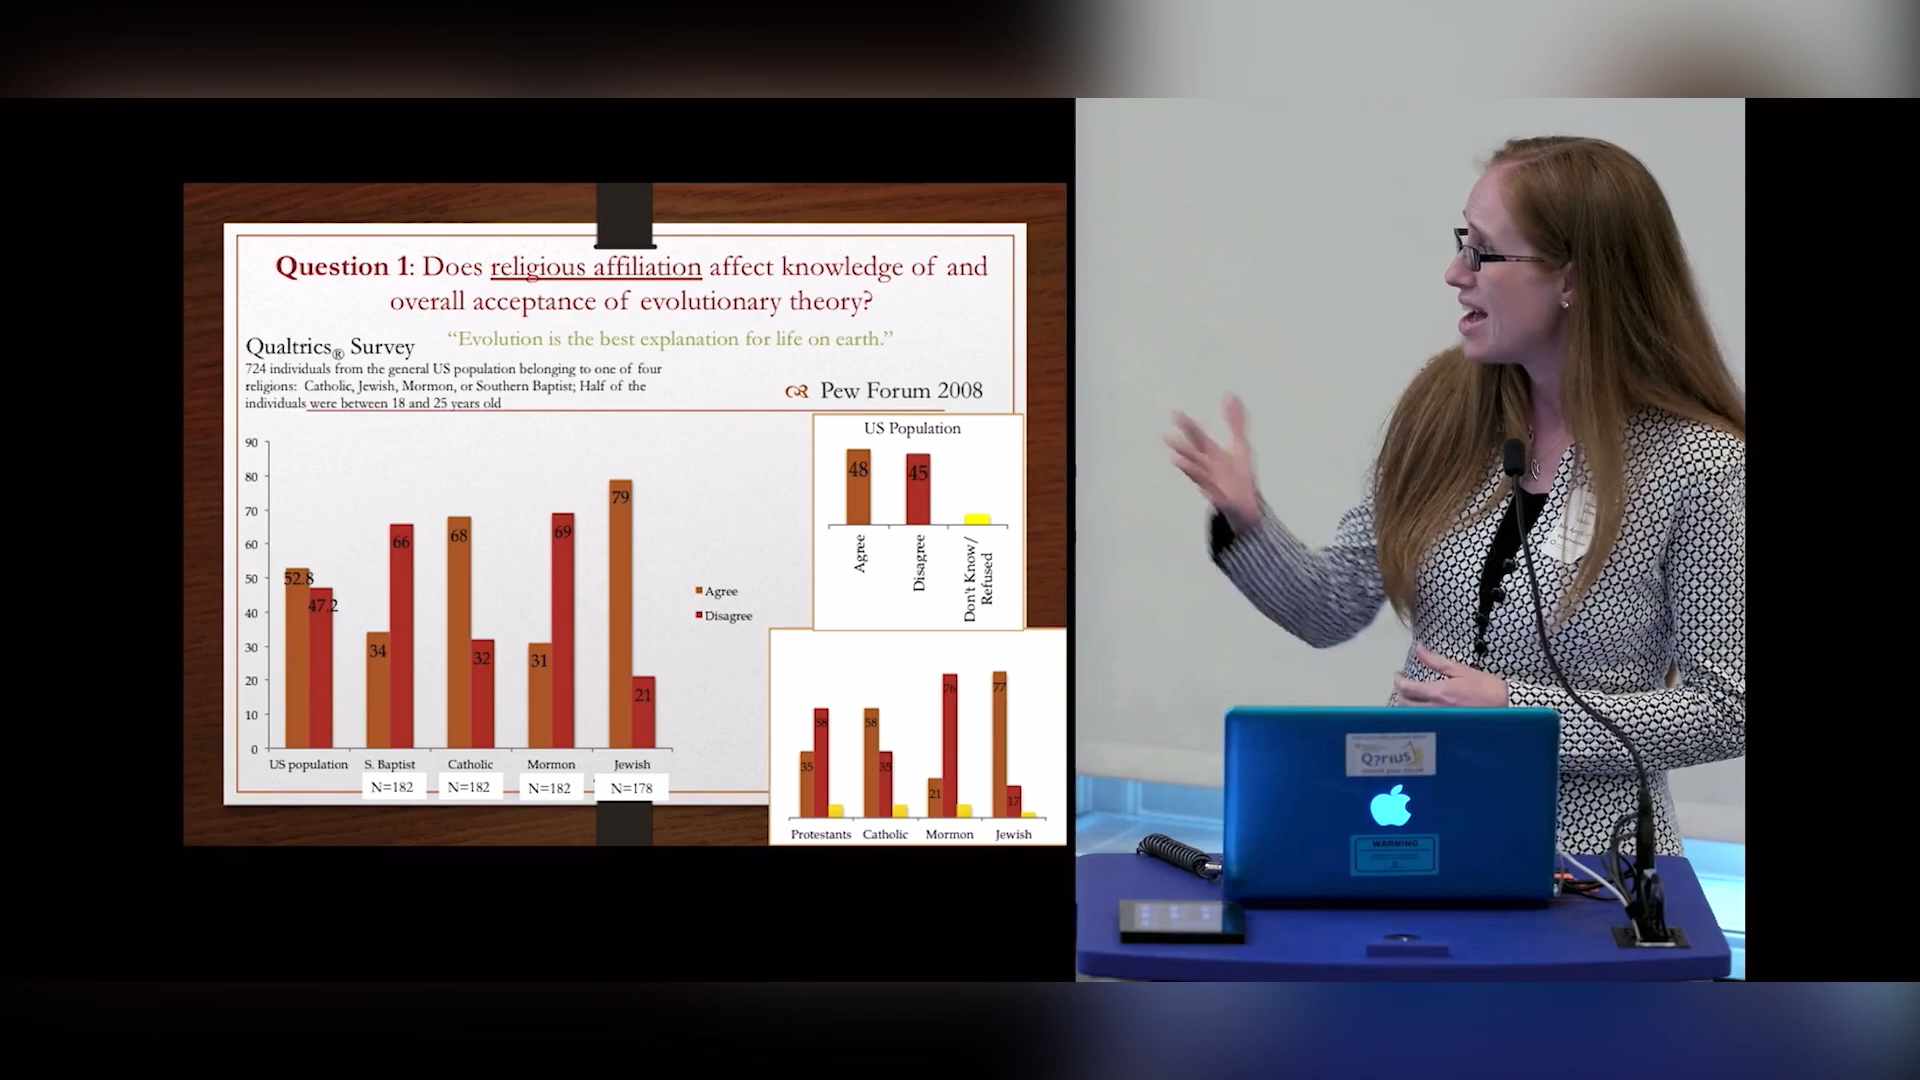 Question 1: Does religious affiliation affect knowledge of and
overall acceptance of evolutionary theory?
“Evolution is the best explanation for life on earth.”
Qualtrics® Survey
724 individuals from the general US population belonging to one of four
religions: Catholic, Jewish, Mormon, or Southern Baptist; Half of the
individuals were between 18 and 25 years old
Pew Forum 2008
90
80
70
60
50
40
30
20
10
0
52.8
47.2
34
66
68
32
31
69
79
21
US population
S. Baptist
Catholic
Mormon
Jewish
N=182
N=182
N=182
N=178
Agree
Disagree
US Population
48
45
Agree
Disagree
Don't Know/
Refused
35
58
58
35
21
76
77
17
Protestants
Catholic
Mormon
Jewish
Q?rius
WARNING